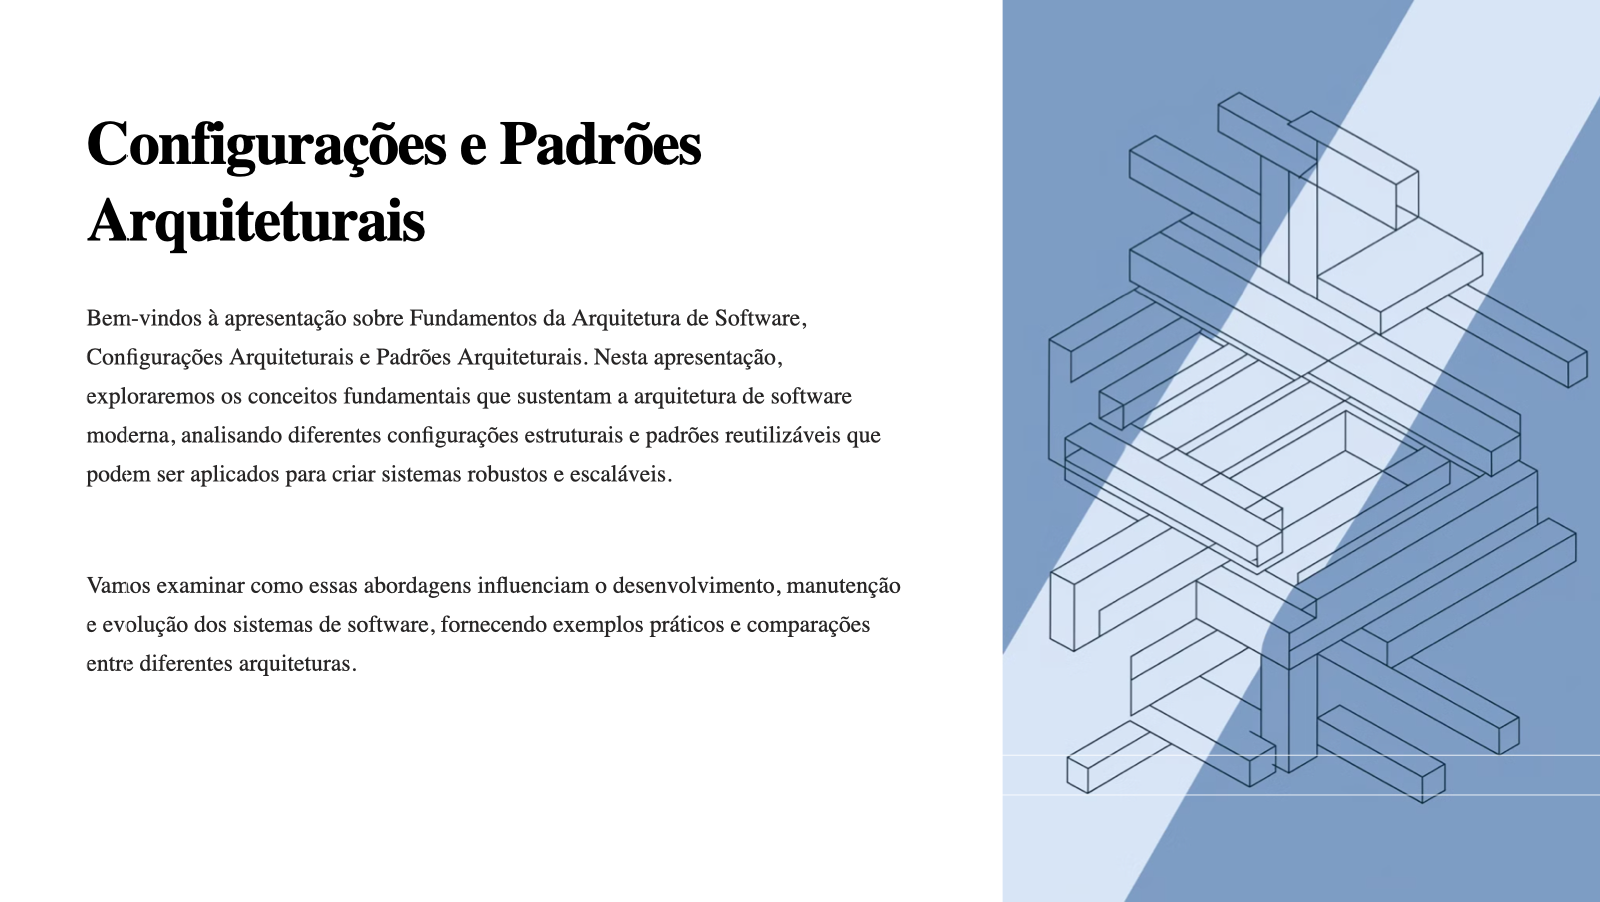 Configurações e Padrões
Arquiteturais
Bem-vindos à apresentação sobre Fundamentos da Arquitetura de Software,
Configurações Arquiteturais e Padrões Arquiteturais. Nesta apresentação,
exploraremos os conceitos fundamentais que sustentam a arquitetura de software
moderna, analisando diferentes configurações estruturais e padrões reutilizáveis que
podem ser aplicados para criar sistemas robustos e escaláveis.
Vamos examinar como essas abordagens influenciam o desenvolvimento, manutenção
e evolução dos sistemas de software, fornecendo exemplos práticos e comparações
entre diferentes arquiteturas.